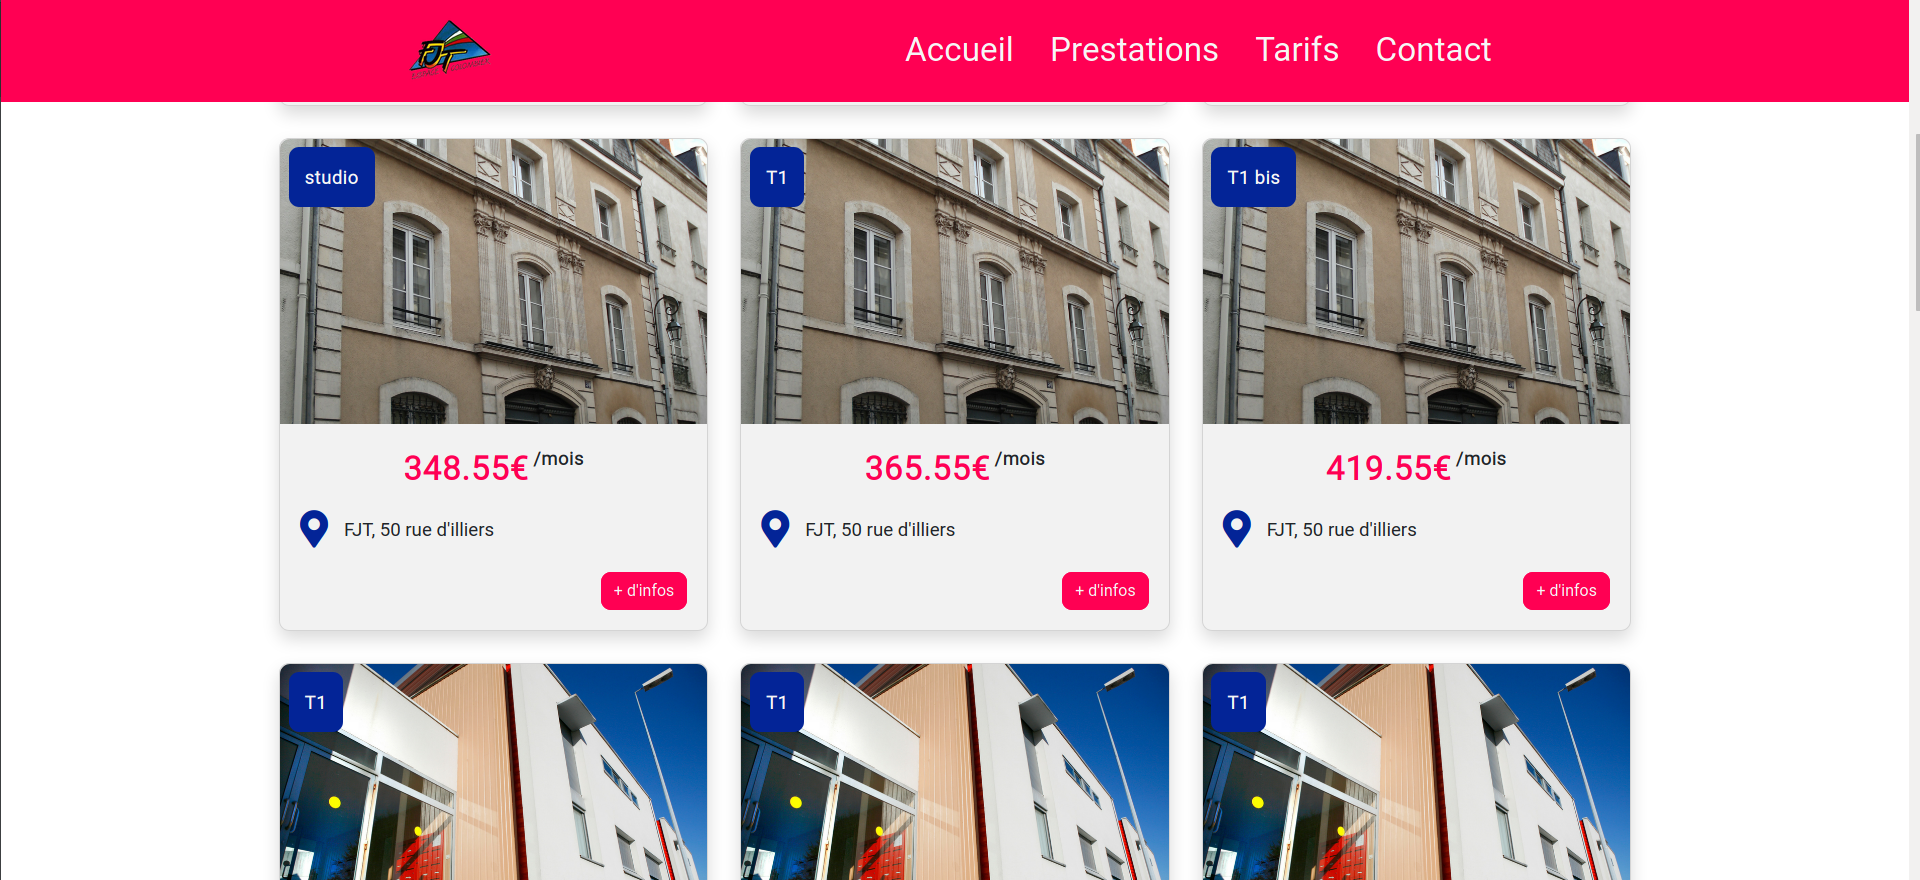 FJT
Accueil Prestations Tarifs Contact
studio
T1
T1 bis
348.55€ /mois
365.55€ /mois
419.55€ /mois
FJT, 50 rue d'illiers
FJT, 50 rue d'illiers
FJT, 50 rue d'illiers
+ d'infos
+ d'infos
+ d'infos
T1
T1
T1